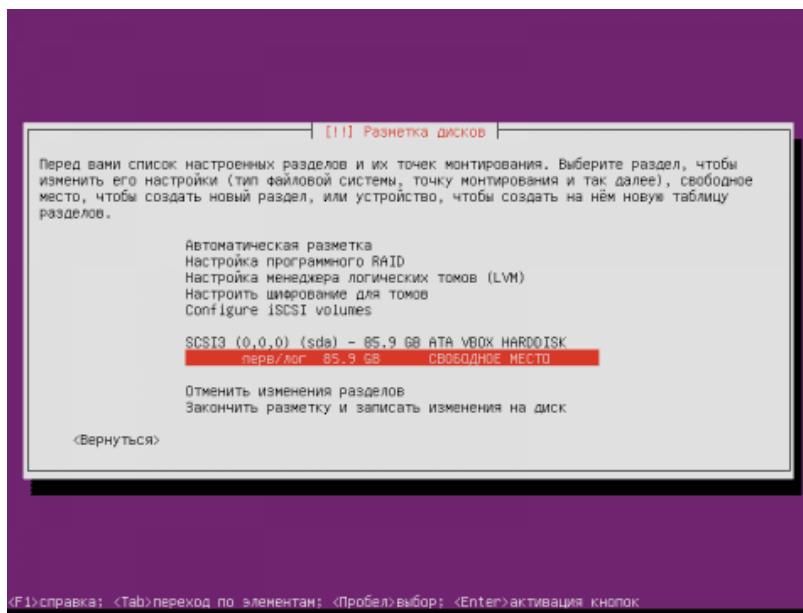 [!!] Разметка дисков
Перед вами список настроенных разделов и их точек монтирования. Выберите раздел, чтобы
изменить его настройки (тип файловой системы, точку монтирования и так далее), свободное
место, чтобы создать новый раздел, или устройство, чтобы создать на нём новую таблицу
разделов.
Автоматическая разметка
Настройка программного RAID
Настройка менеджера логических томов (LVM)
Настроить шифрование для томов
Configure iSCSI volumes
SCSI3 (0,0,0) (sda) - 85.9 GB ATA VBOX HARDDISK
перв/лог 85.9 GB СВОБОДНОЕ МЕСТО
Отменить изменения разделов
Закончить разметку и записать изменения на диск
<Вернуться>
<F1>справка; <Tab>переход по элементам; <Пробел>выбор; <Enter>активация кнопок